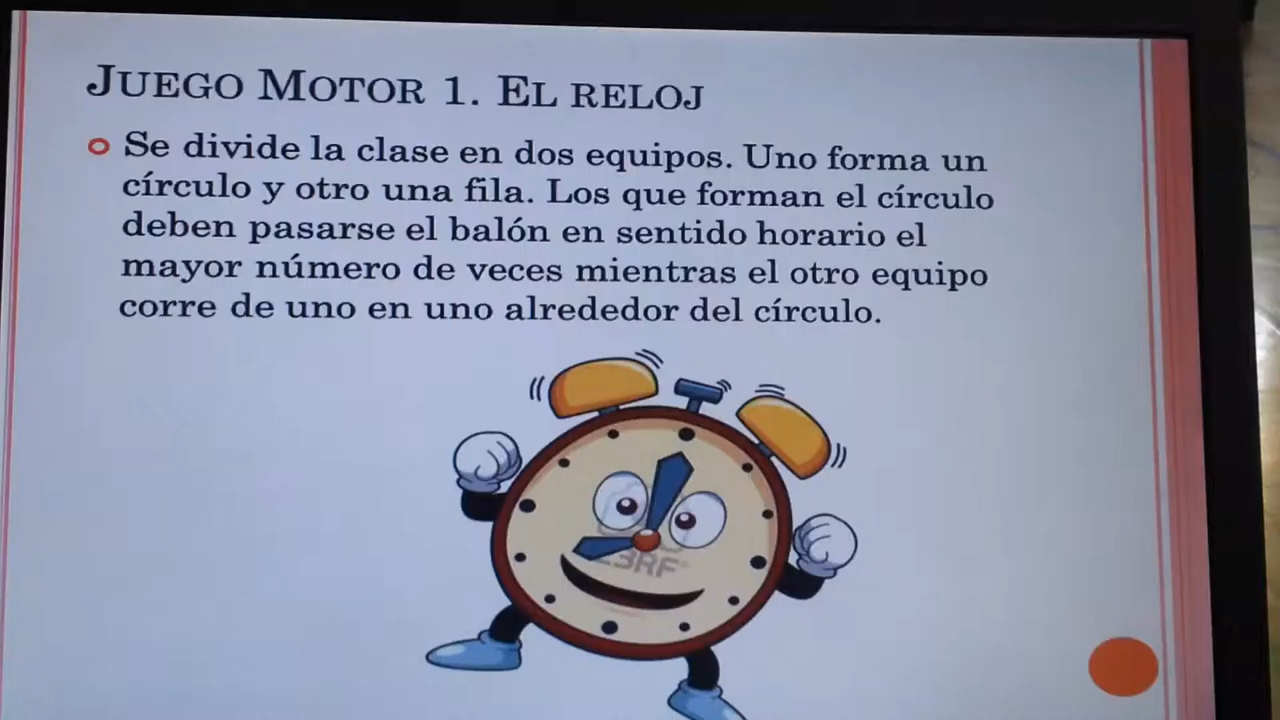 JUEGO MOTOR 1. EL RELOJ
Se divide la clase en dos equipos. Uno forma un
círculo y otro una fila. Los que forman el círculo
deben pasarse el balón en sentido horario el
mayor número de veces mientras el otro equipo
corre de uno en uno alrededor del círculo.
23RF